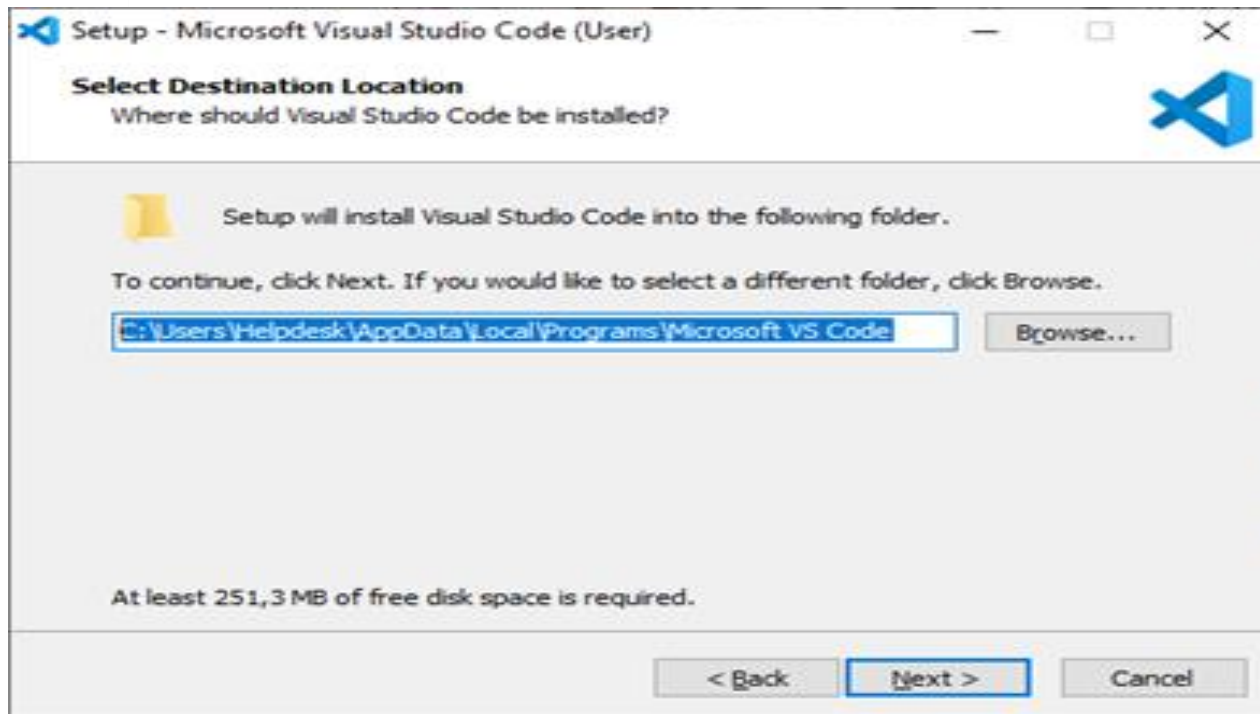 Setup - Microsoft Visual Studio Code (User)
Select Destination Location
Where should Visual Studio Code be installed?
Setup will install Visual Studio Code into the following folder.
To continue, click Next. If you would like to select a different folder, click Browse.
C:\Users\Helpdesk\AppData\Local\Programs\Microsoft VS Code
Browse...
At least 251,3 MB of free disk space is required.
< Back Next > Cancel